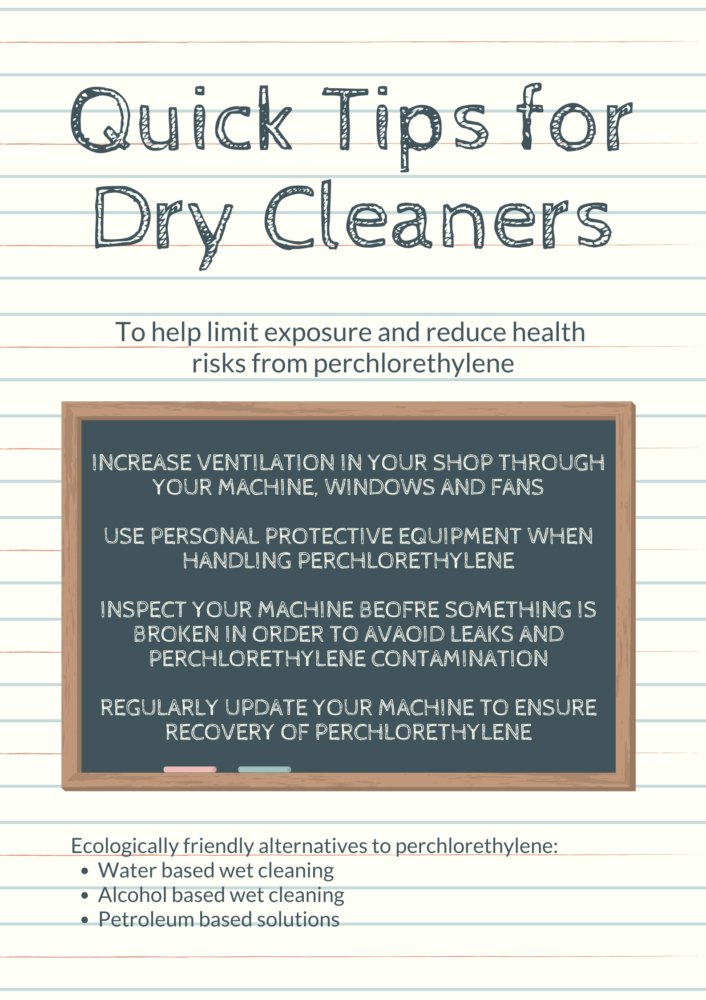 Quick Tips for
Dry Cleaners
To help limit exposure and reduce health
risks from perchlorethylene
INCREASE VENTILATION IN YOUR SHOP THROUGH
YOUR MACHINE, WINDOWS AND FANS
USE PERSONAL PROTECTIVE EQUIPMENT WHEN
HANDLING PERCHLORETHYLENE
INSPECT YOUR MACHINE BEOFRE SOMETHING IS
BROKEN IN ORDER TO AVAOID LEAKS AND
PERCHLORETHYLENE CONTAMINATION
REGULARLY UPDATE YOUR MACHINE TO ENSURE
RECOVERY OF PERCHLORETHYLENE
Ecologically friendly alternatives to perchlorethylene:
• Water based wet cleaning
• Alcohol based wet cleaning
• Petroleum based solutions